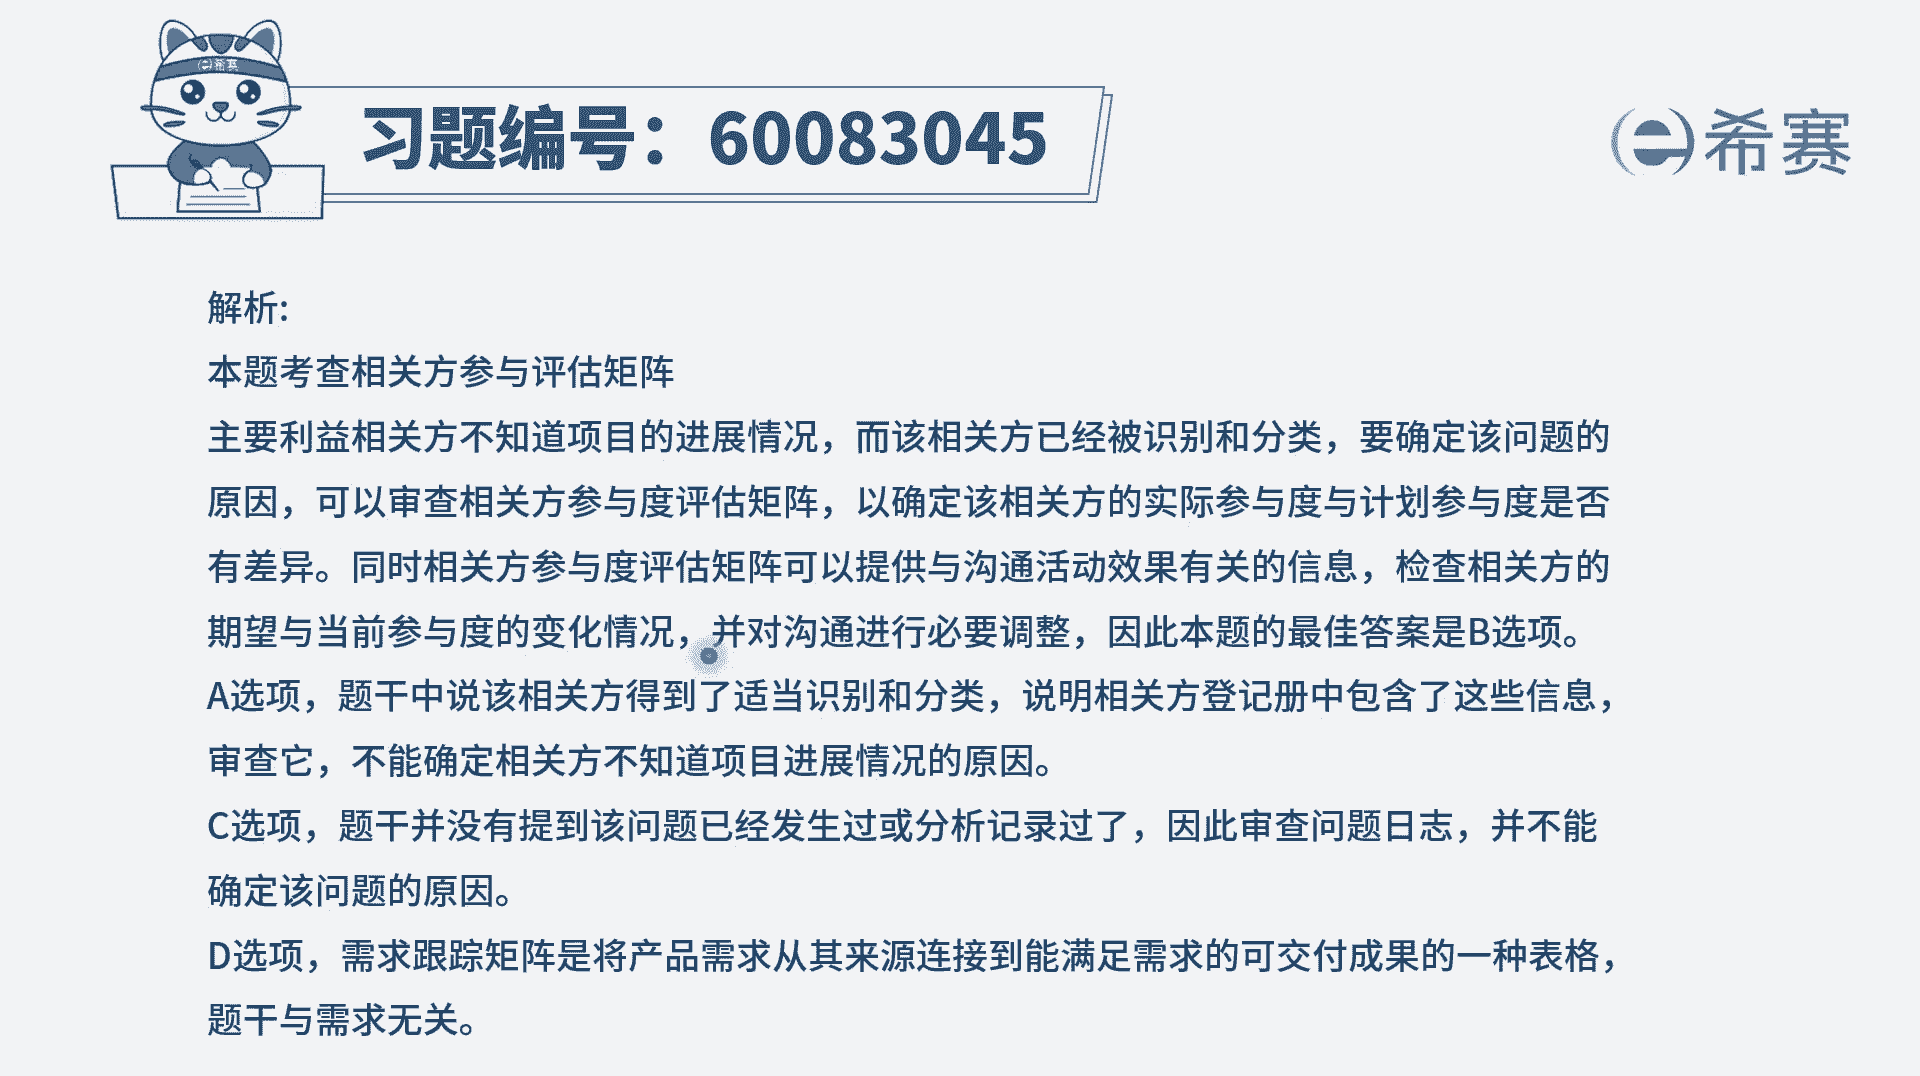 希赛
习题编号：60083045
希赛
解析:
本题考查相关方参与评估矩阵
主要利益相关方不知道项目的进展情况，而该相关方已经被识别和分类，要确定该问题的
原因，可以审查相关方参与度评估矩阵，以确定该相关方的实际参与度与计划参与度是否
有差异。同时相关方参与度评估矩阵可以提供与沟通活动效果有关的信息，检查相关方的
期望与当前参与度的变化情况，并对沟通进行必要调整，因此本题的最佳答案是B选项。
A选项，题干中说该相关方得到了适当识别和分类，说明相关方登记册中包含了这些信息，
审查它，不能确定相关方不知道项目进展情况的原因。
C选项，题干并没有提到该问题已经发生过或分析记录过了，因此审查问题日志，并不能
确定该问题的原因。
D选项，需求跟踪矩阵是将产品需求从其来源连接到能满足需求的可交付成果的一种表格，
题干与需求无关。